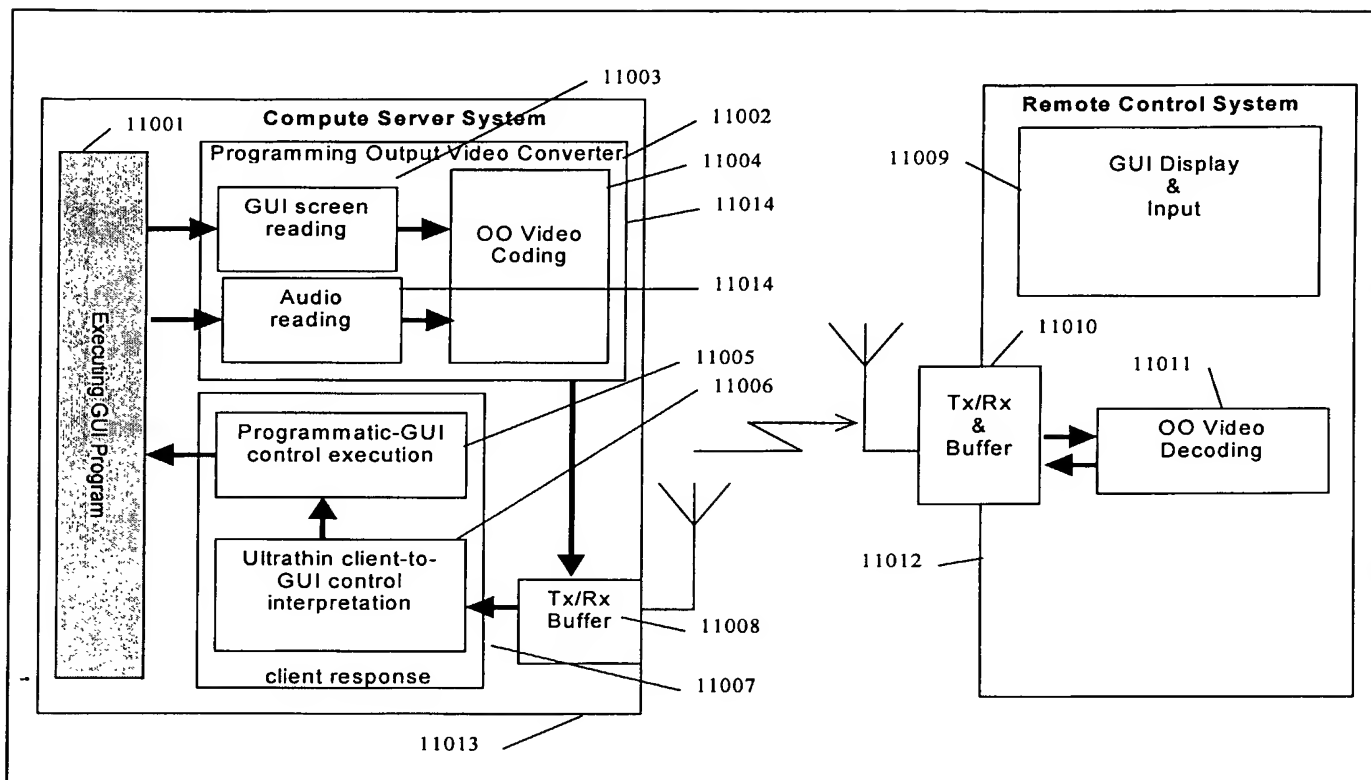 11003
Compute Server System
11001
11002
Programming Output Video Converter
11004
GUI screen
reading
11014
OO Video
Coding
Audio
reading
11014
Executing GUI Program
11005
11006
Programmatic-GUI
control execution
Ultrathin client-to-
GUI control
interpretation
Tx/Rx
Buffer
11008
client response
11007
11013
Remote Control System
11009
GUI Display
&
Input
11010
11011
Tx/Rx
&
Buffer
OO Video
Decoding
11012